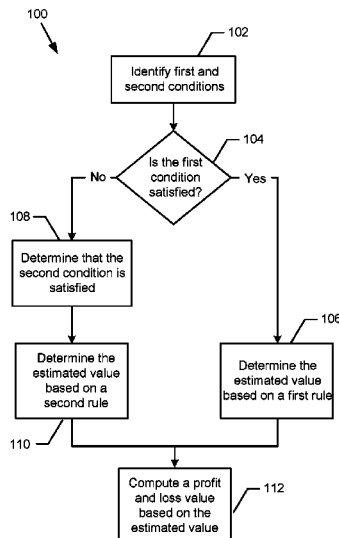 100
102
Identify first and
second conditions
104
Is the first
condition
satisfied?
No
Yes
108
Determine that the
second condition is
satisfied
106
Determine the
estimated value
based on a
second rule
Determine the
estimated value
based on a first rule
110
Compute a profit
and loss value
based on the
estimated value
112